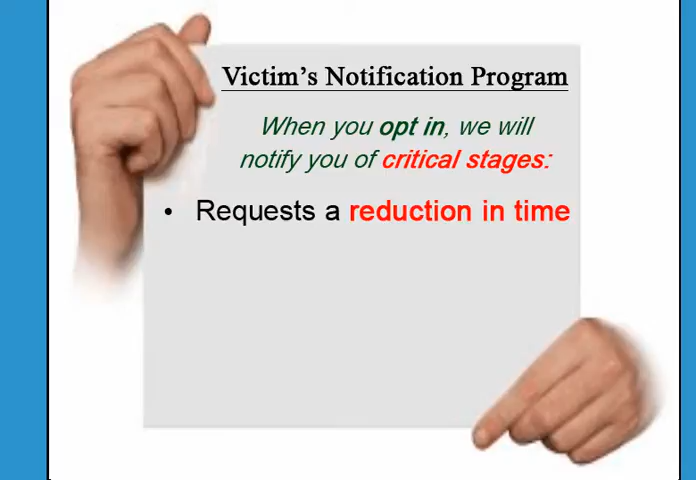 Victim's Notification Program
When you opt in, we will
notify you of critical stages:
• Requests a reduction in time